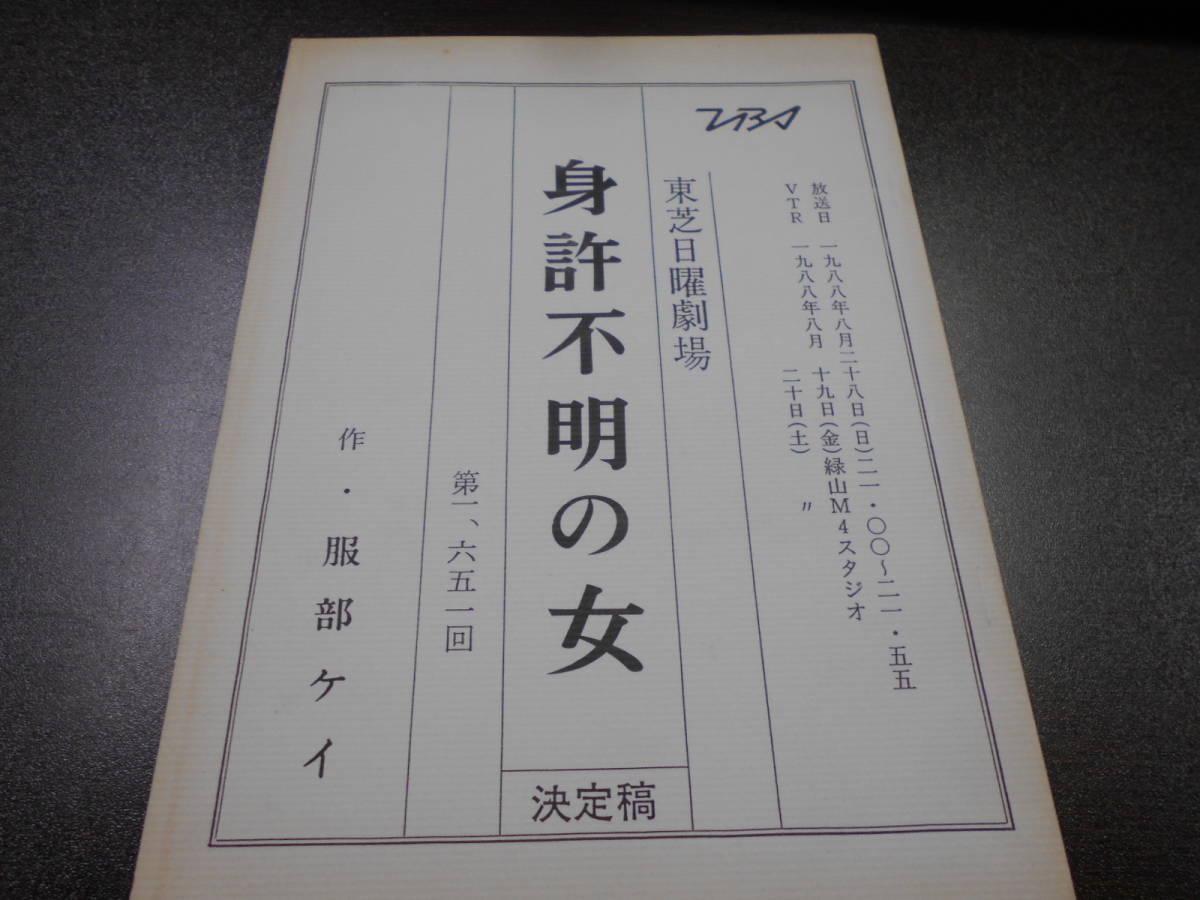 TBS
放送日 一九八八年八月二十八日(日)二一・〇〇〜二一・五五
VTR 一九八八年八月 十九日(金)緑山M4スタジオ
二十日(土) 〃
東芝日曜劇場
身許不明の女
決定稿
第一、六五一回
作・服部ケイ